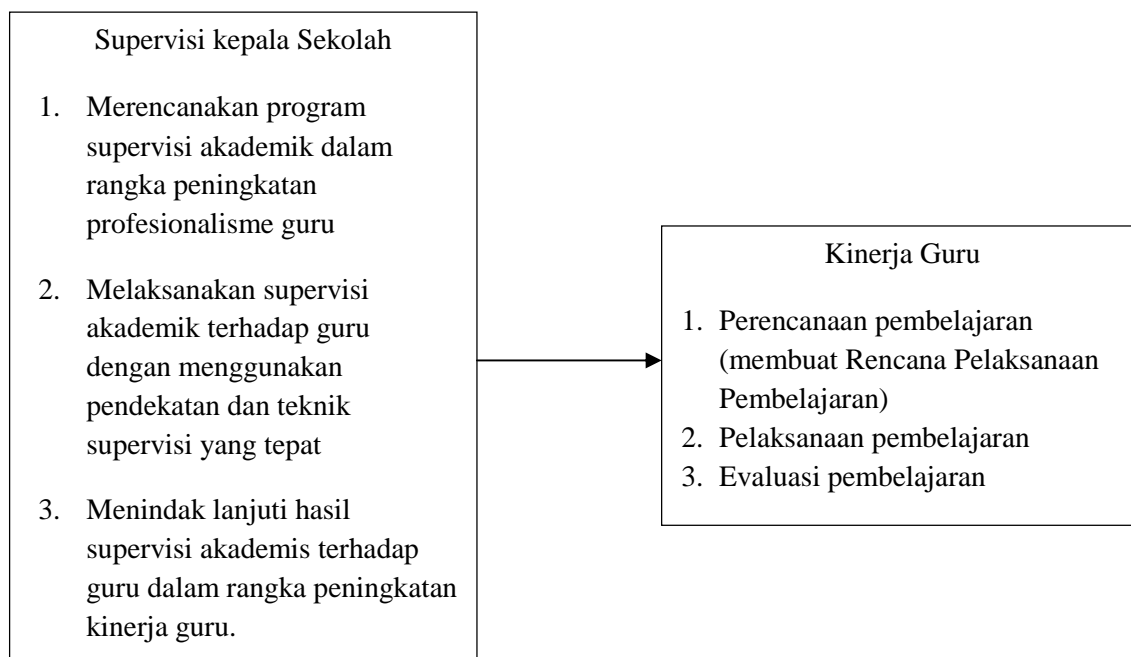 Supervisi kepala Sekolah
1. Merencanakan program
supervisi akademik dalam
rangka peningkatan
profesionalisme guru
2. Melaksanakan supervisi
akademik terhadap guru
dengan menggunakan
pendekatan dan teknik
supervisi yang tepat
3. Menindak lanjuti hasil
supervisi akademis terhadap
guru dalam rangka peningkatan
kinerja guru.
Kinerja Guru
1. Perencanaan pembelajaran
(membuat Rencana Pelaksanaan
Pembelajaran)
2. Pelaksanaan pembelajaran
3. Evaluasi pembelajaran